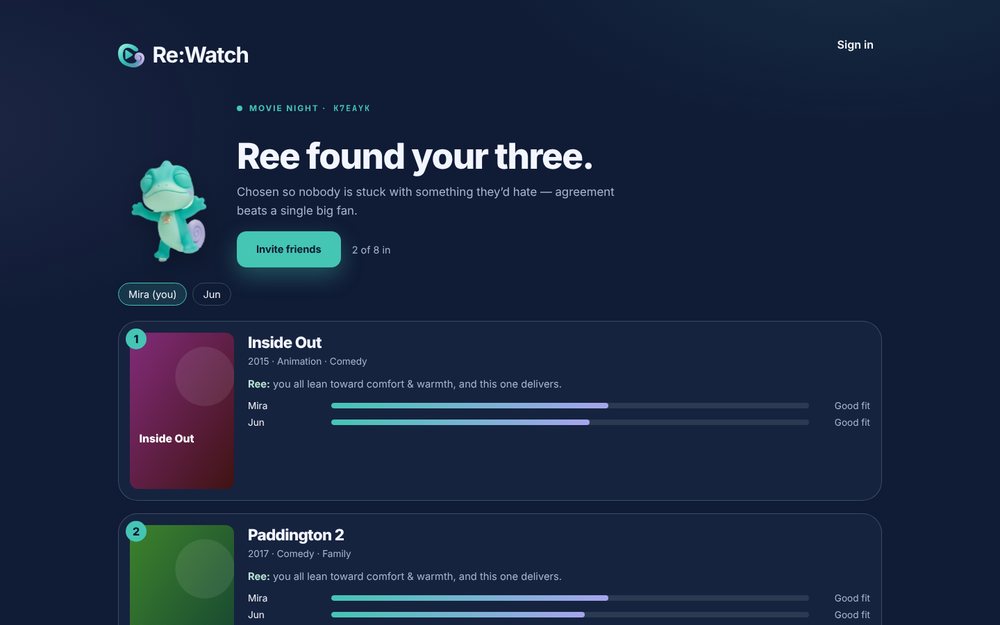 Re:Watch
Sign in
MOVIE NIGHT · K7EAYK
Ree found your three.
Chosen so nobody is stuck with something they’d hate — agreement
beats a single big fan.
Invite friends
2 of 8 in
Mira (you)
Jun
1
Inside Out
Inside Out
2015 · Animation · Comedy
Ree: you all lean toward comfort & warmth, and this one delivers.
Mira
Good fit
Jun
Good fit
2
Paddington 2
2017 · Comedy · Family
Ree: you all lean toward comfort & warmth, and this one delivers.
Mira
Good fit
Jun
Good fit